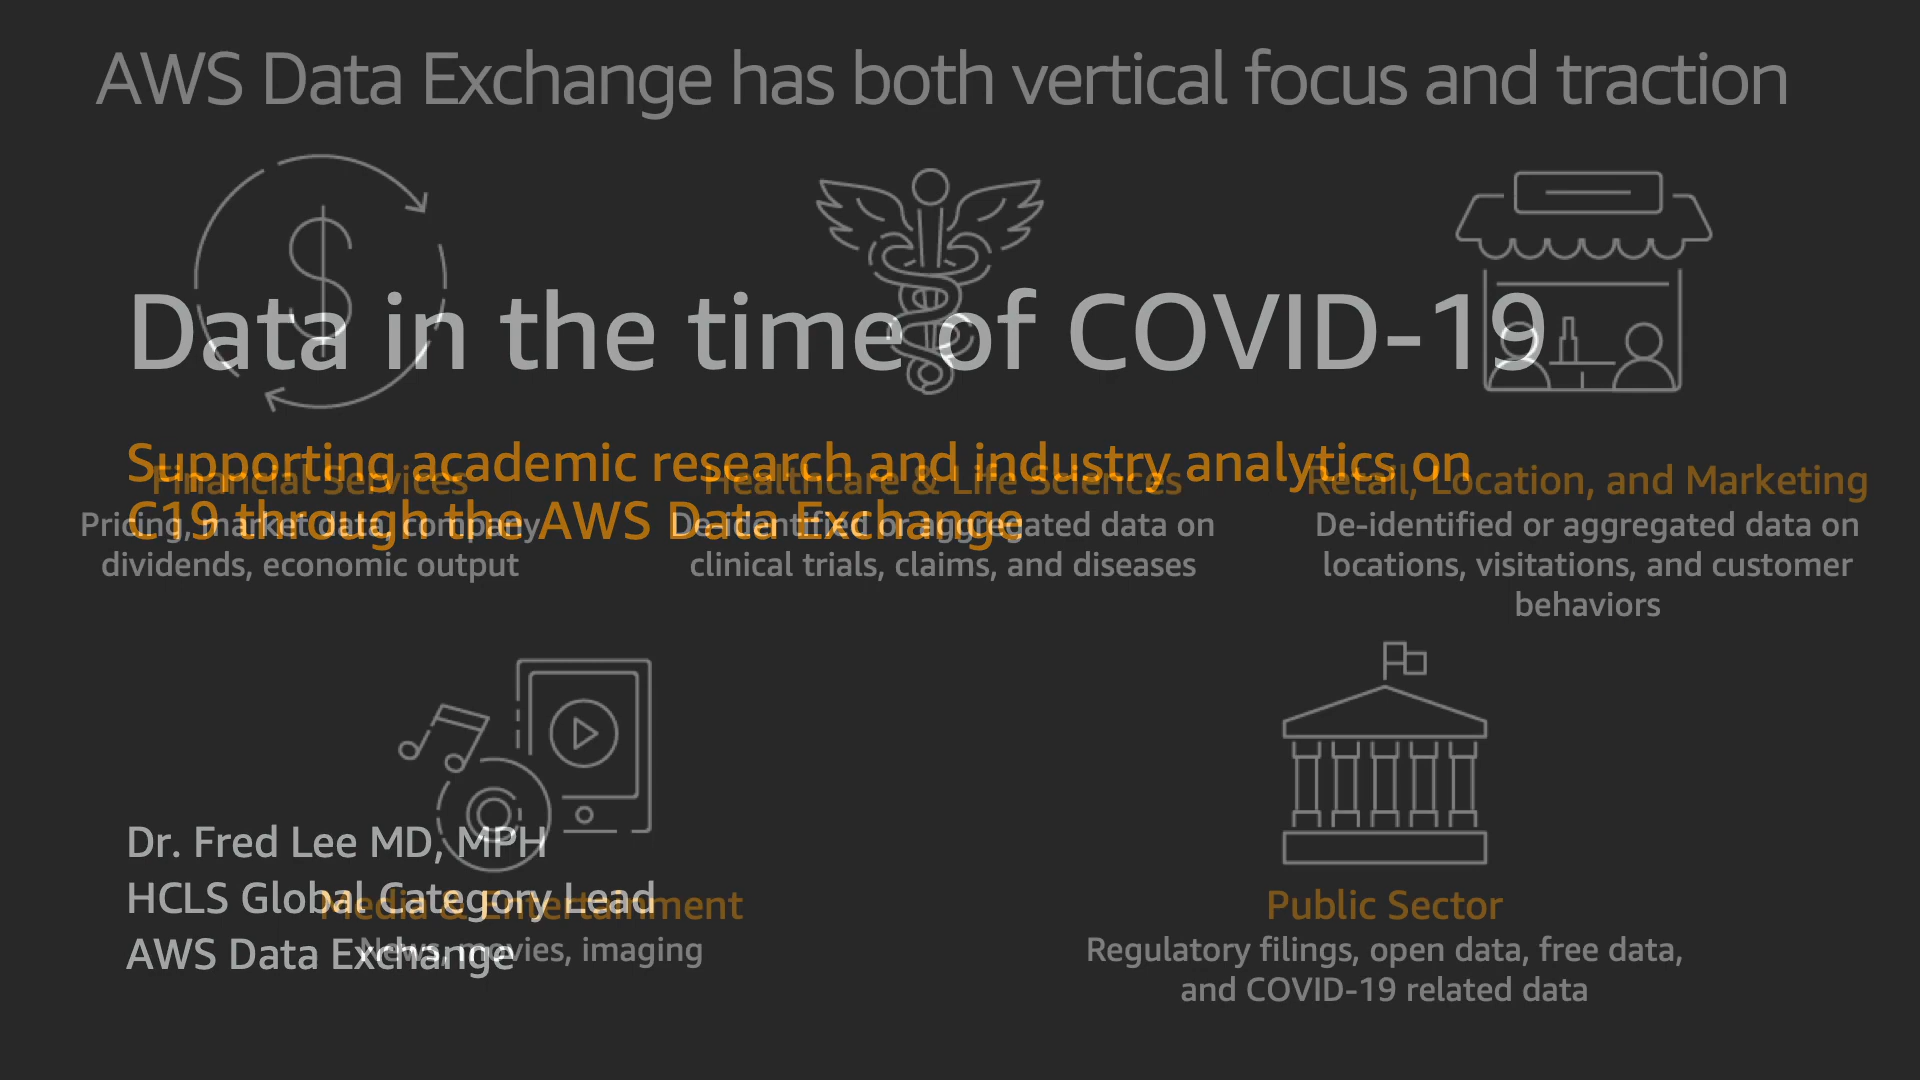 AWS Data Exchange has both vertical focus and traction
Data in the time of COVID-19
Supporting academic research and industry analytics on
C19 through the AWS Data Exchange
Dr. Fred Lee MD, MPH
HCLS Global Category Lead
AWS Data Exchange
Financial Services
Pricing, market data, company
dividends, economic output
Healthcare & Life Sciences
De-identified or aggregated data on
clinical trials, claims, and diseases
Retail, Location, and Marketing
De-identified or aggregated data on
locations, visitations, and customer
behaviors
Media & Entertainment
News, movies, imaging
Public Sector
Regulatory filings, open data, free data,
and COVID-19 related data